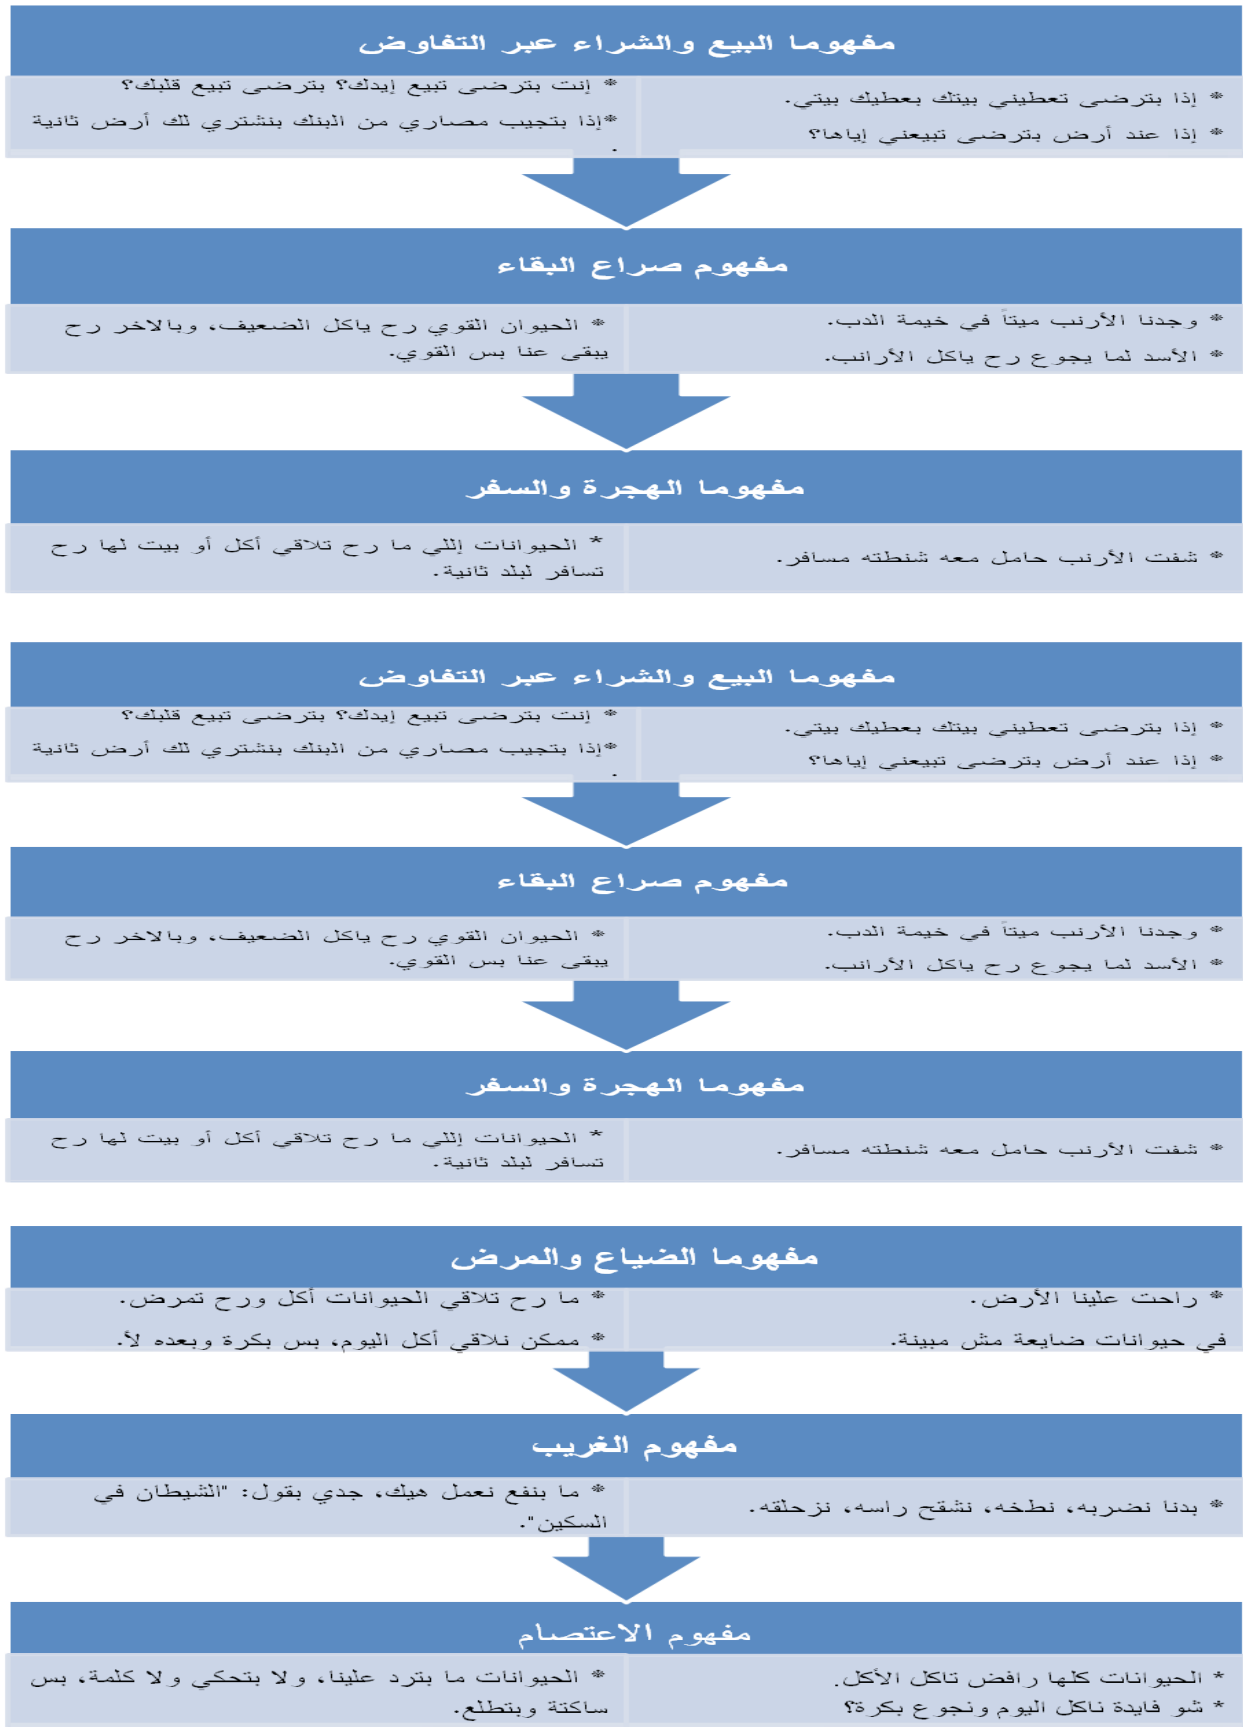 مفهوما البيع والشراء عبر التفاوض
* إذا بترضى تعطيني بيتك بعطيك بيتي.
* إذا عند أرض بترضى تبيعني إياها؟
* إنت بترضى تبيع إيدك؟ بترضى تبيع قلبك؟
*إذا بتجيب مصاري من البنك بنشتري لك أرض ثانية
.
مفهوم صراع البقاء
* وجدنا الأرنب ميتاً في خيمة الدب.
* الأسد لما يجوع رح ياكل الأرانب.
* الحيوان القوي رح ياكل الضعيف، وبالاخر رح
يبقى عنا بس القوي.
مفهوما الهجرة والسفر
* شفت الأرنب حامل معه شنطته مسافر.
* الحيوانات إللي ما رح تلاقي أكل أو بيت لها رح
تسافر لبلد ثانية.
مفهوما البيع والشراء عبر التفاوض
* إذا بترضى تعطيني بيتك بعطيك بيتي.
* إذا عند أرض بترضى تبيعني إياها؟
* إنت بترضى تبيع إيدك؟ بترضى تبيع قلبك؟
*إذا بتجيب مصاري من البنك بنشتري لك أرض ثانية
.
مفهوم صراع البقاء
* وجدنا الأرنب ميتاً في خيمة الدب.
* الأسد لما يجوع رح ياكل الأرانب.
* الحيوان القوي رح ياكل الضعيف، وبالاخر رح
يبقى عنا بس القوي.
مفهوما الهجرة والسفر
* شفت الأرنب حامل معه شنطته مسافر.
* الحيوانات إللي ما رح تلاقي أكل أو بيت لها رح
تسافر لبلد ثانية.
مفهوما الضياع والمرض
* راحت علينا الأرض.
في حيوانات ضايعة مش مبينة.
* ما رح تلاقي الحيوانات أكل ورح تمرض.
* ممكن نلاقي أكل اليوم، بس بكرة وبعده لأ.
مفهوم الغريب
* بدنا نضربه، نطخه، نشقح راسه، نزحلقه.
* ما بنفع نعمل هيك، جدي بقول: "الشيطان في
السكين".
مفهوم الاعتصام
* الحيوانات كلها رافض تاكل الأكل.
* شو فايدة ناكل اليوم ونجوع بكرة؟
* الحيوانات ما بترد علينا، ولا بتحكي ولا كلمة، بس
ساكتة وبتطلع.